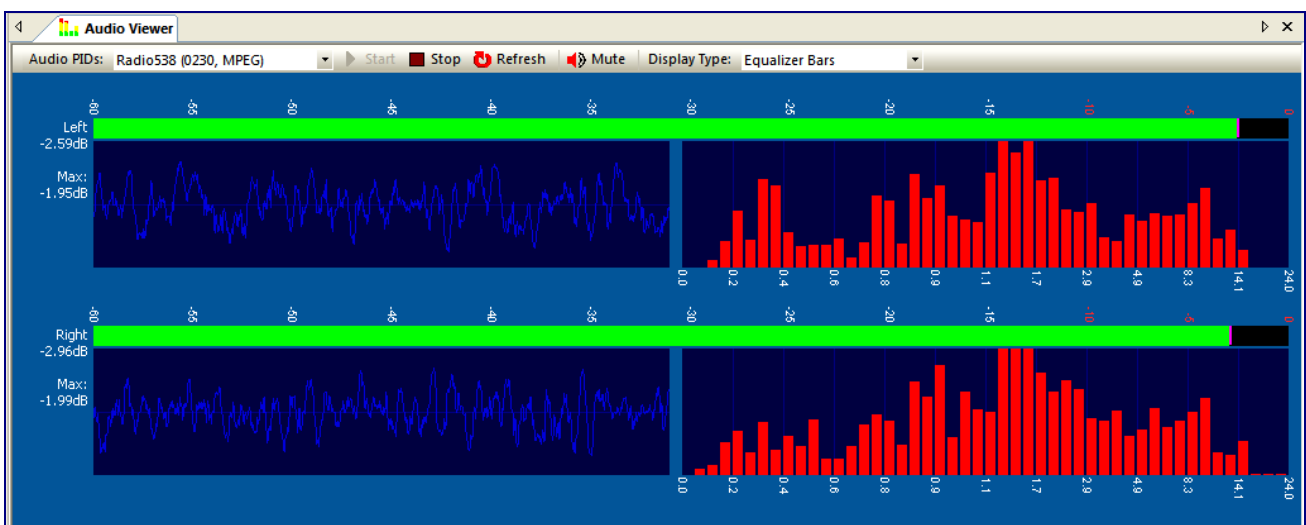 Audio Viewer
Audio PIDs: Radio538 (0230, MPEG) Start Stop Refresh Mute Display Type: Equalizer Bars
-60 -55 -50 -45 -40 -35 -30 -25 -20 -15 -10 -5 0
Left
-2.59dB
Max:
-1.95dB
0.0 0.2 0.4 0.6 0.8 0.9 1.1 1.7 2.9 4.9 8.3 14.1 24.0
-60 -55 -50 -45 -40 -35 -30 -25 -20 -15 -10 -5 0
Right
-2.96dB
Max:
-1.99dB
0.0 0.2 0.4 0.6 0.8 0.9 1.1 1.7 2.9 4.9 8.3 14.1 24.0